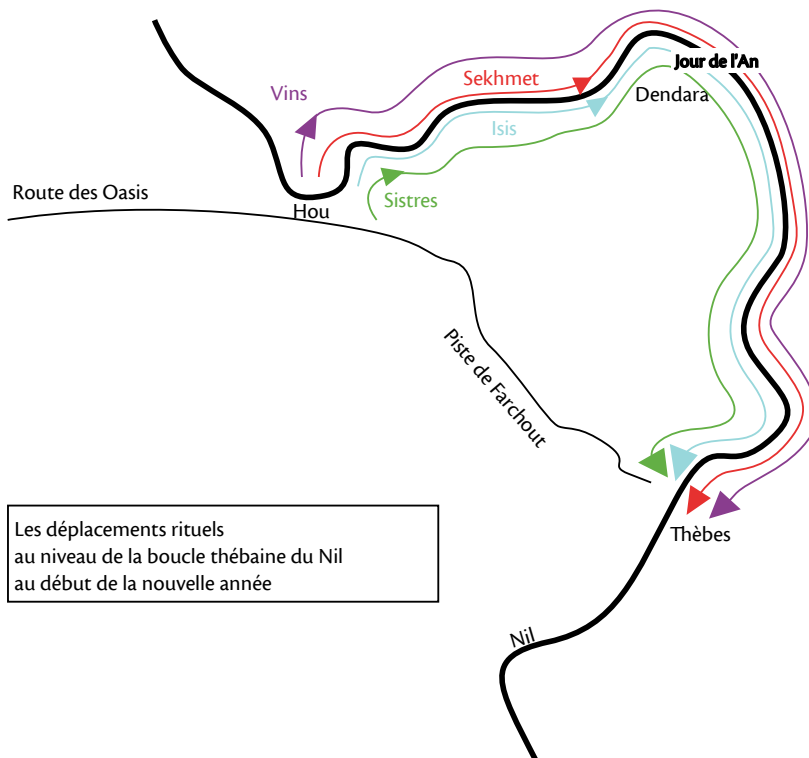 Jour de l'An
Sekhmet
Vins
Dendara
Isis
Route des Oasis
Sistres
Hou
Piste de Farchout
Les déplacements rituels
au niveau de la boucle thébaine du Nil
au début de la nouvelle année
Thèbes
Nil